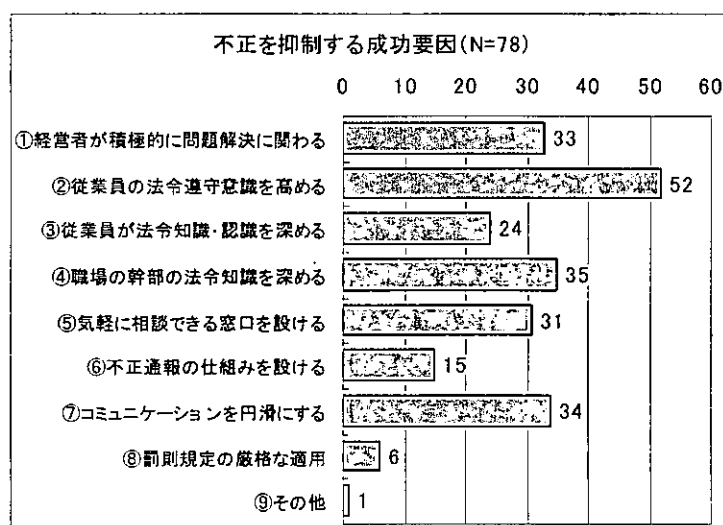 不正を抑制する成功要因(N=78)
0 10 20 30 40 50 60
①経営者が積極的に問題解決に関わる 33
②従業員の法令遵守意識を高める 52
③従業員が法令知識・認識を深める 24
④職場の幹部の法令知識を深める 35
⑤気軽に相談できる窓口を設ける 31
⑥不正通報の仕組みを設ける 15
⑦コミュニケーションを円滑にする 34
⑧罰則規定の厳格な適用 6
⑨その他 1